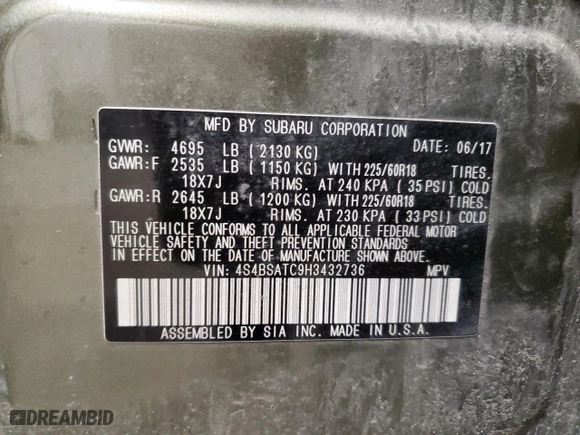 MFD BY SUBARU CORPORATION
GVWR: 4695 LB (2130 KG) DATE: 06/17
GAWR:F 2535 LB (1150 KG) WITH 225/60R18 TIRES.
18X7J RIMS. AT 240 KPA (35 PSI) COLD
GAWR:R 2645 LB (1200 KG) WITH 225/60R18 TIRES.
18X7J RIMS. AT 230 KPA (33 PSI) COLD
THIS VEHICLE CONFORMS TO ALL APPLICABLE FEDERAL MOTOR
VEHICLE SAFETY AND THEFT PREVENTION STANDARDS
IN EFFECT ON THE DATE OF MANUFACTURE SHOWN ABOVE.
VIN: 4S4BSATC9H3432736 MPV
ASSEMBLED BY SIA INC. MADE IN U.S.A.
DREAMBID